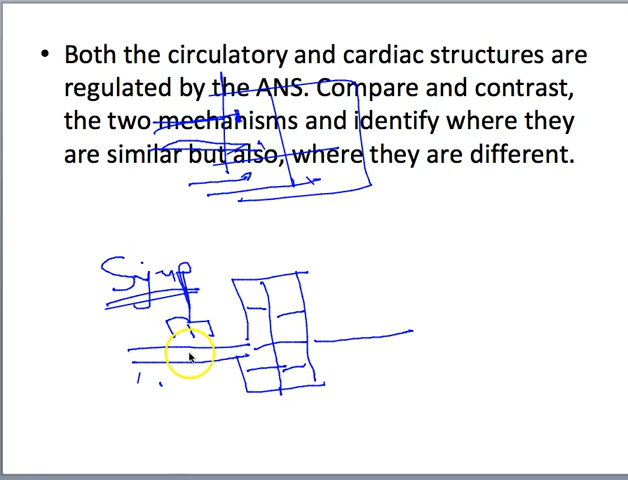 • Both the circulatory and cardiac structures are
regulated by the ANS. Compare and contrast,
the two mechanisms and identify where they
are similar but also, where they are different.